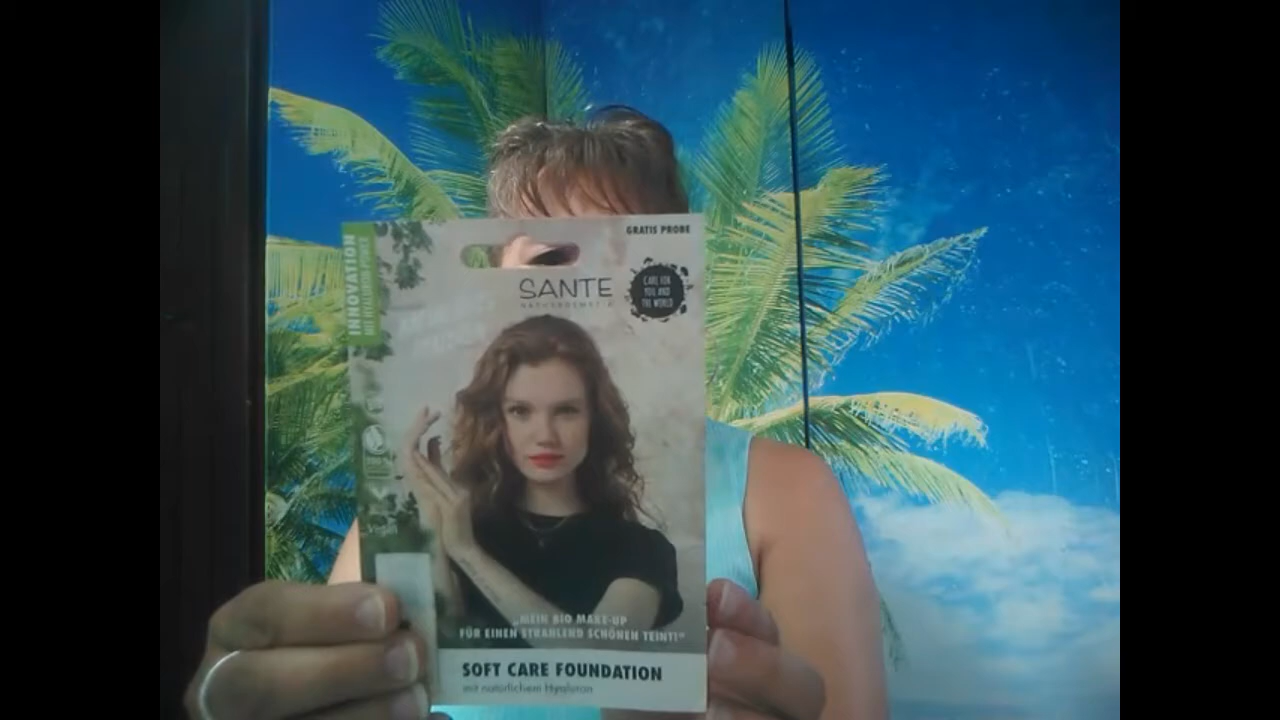 GRATIS PROBE
INNOVATION
SANTE
NATURKOSMETIK
CARE FOR
YOU AND
THE WORLD
„MEIN BIO MAKE-UP
FÜR EINEN STRAHLEND SCHÖNEN TEINT!“
SOFT CARE FOUNDATION
mit natürlichem Hyaluron